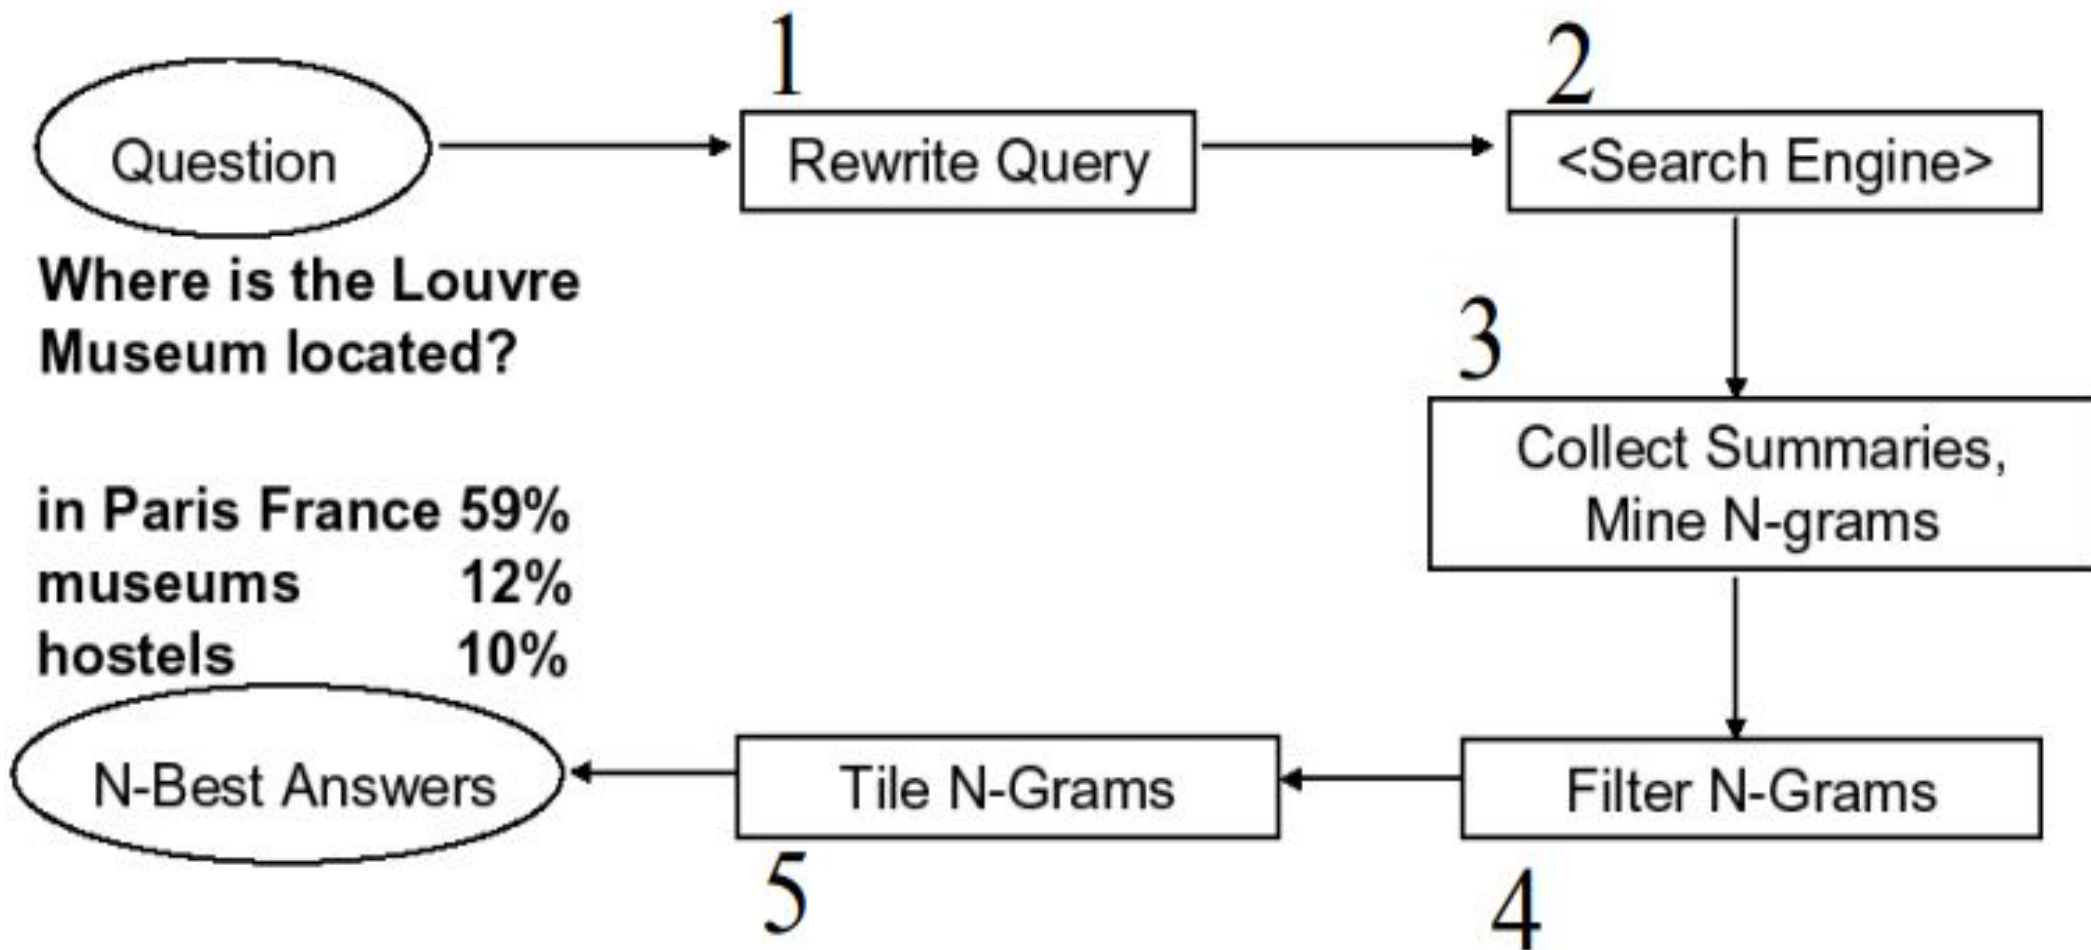 1
2
Question
Rewrite Query
<Search Engine>
Where is the Louvre
Museum located?
3
Collect Summaries,
Mine N-grams
in Paris France 59%
museums 12%
hostels 10%
N-Best Answers
Tile N-Grams
Filter N-Grams
5
4